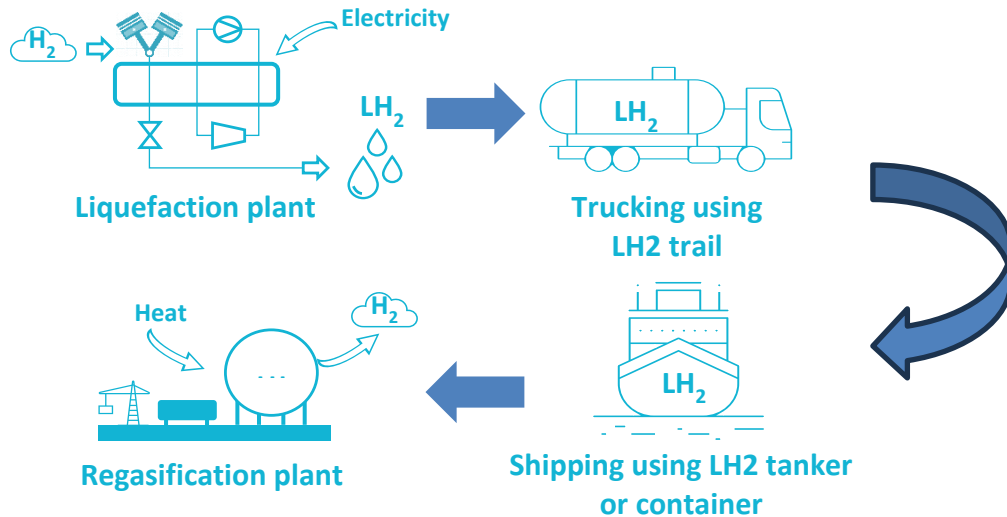 H2
Electricity
LH2
Liquefaction plant
LH2
Trucking using
LH2 trail
Heat
H2
Regasification plant
LH2
Shipping using LH2 tanker
or container